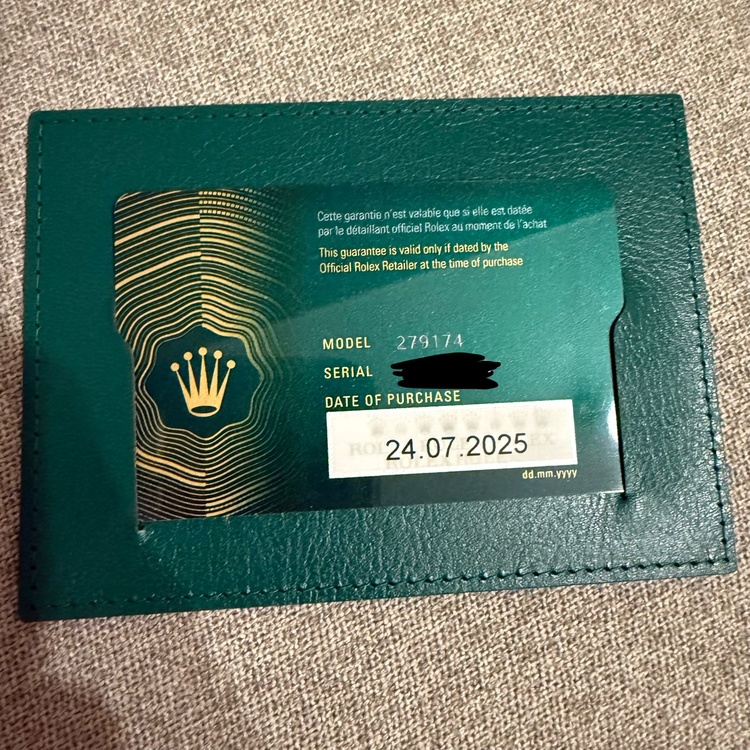 Cette garantie n'est valable que si elle est datée
par le détaillant officiel Rolex au moment de l'achat
This guarantee is valid only if dated by the
Official Rolex Retailer at the time of purchase
MODEL 279174
SERIAL
DATE OF PURCHASE
24.07.2025
dd.mm.yyyy